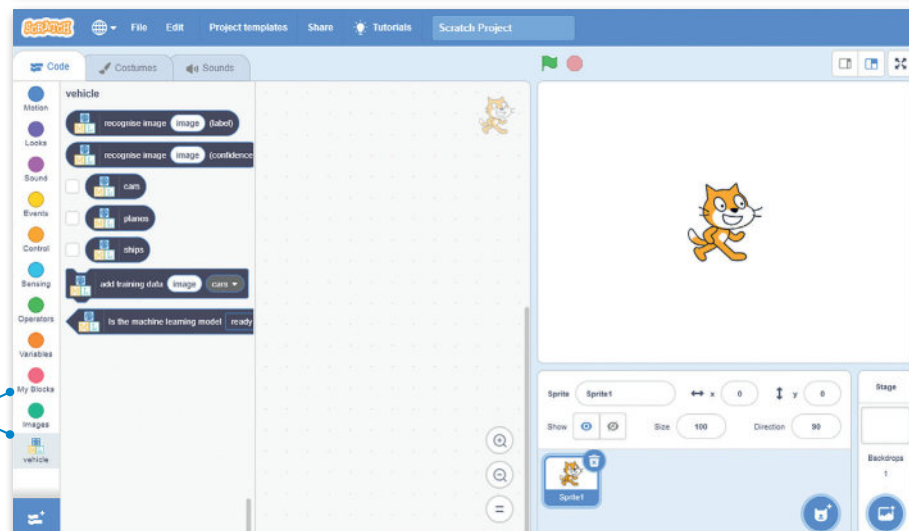 SCRATCH File Edit Project templates Share Tutorials Scratch Project
Code Costumes Sounds
Motion
Looks
Sound
Events
Control
Sensing
Operators
Variables
My Blocks
Images
vehicle
vehicle
recognise image image (label)
recognise image image (confidence
cars
planes
ships
add training data image cars
Is the machine learning model ready
M L
M L
M L
M L
M L
M L
M L
Sprite Sprite1 x 0 y 0
Show Size 100 Direction 90
Sprite1
Stage
Backdrops
1